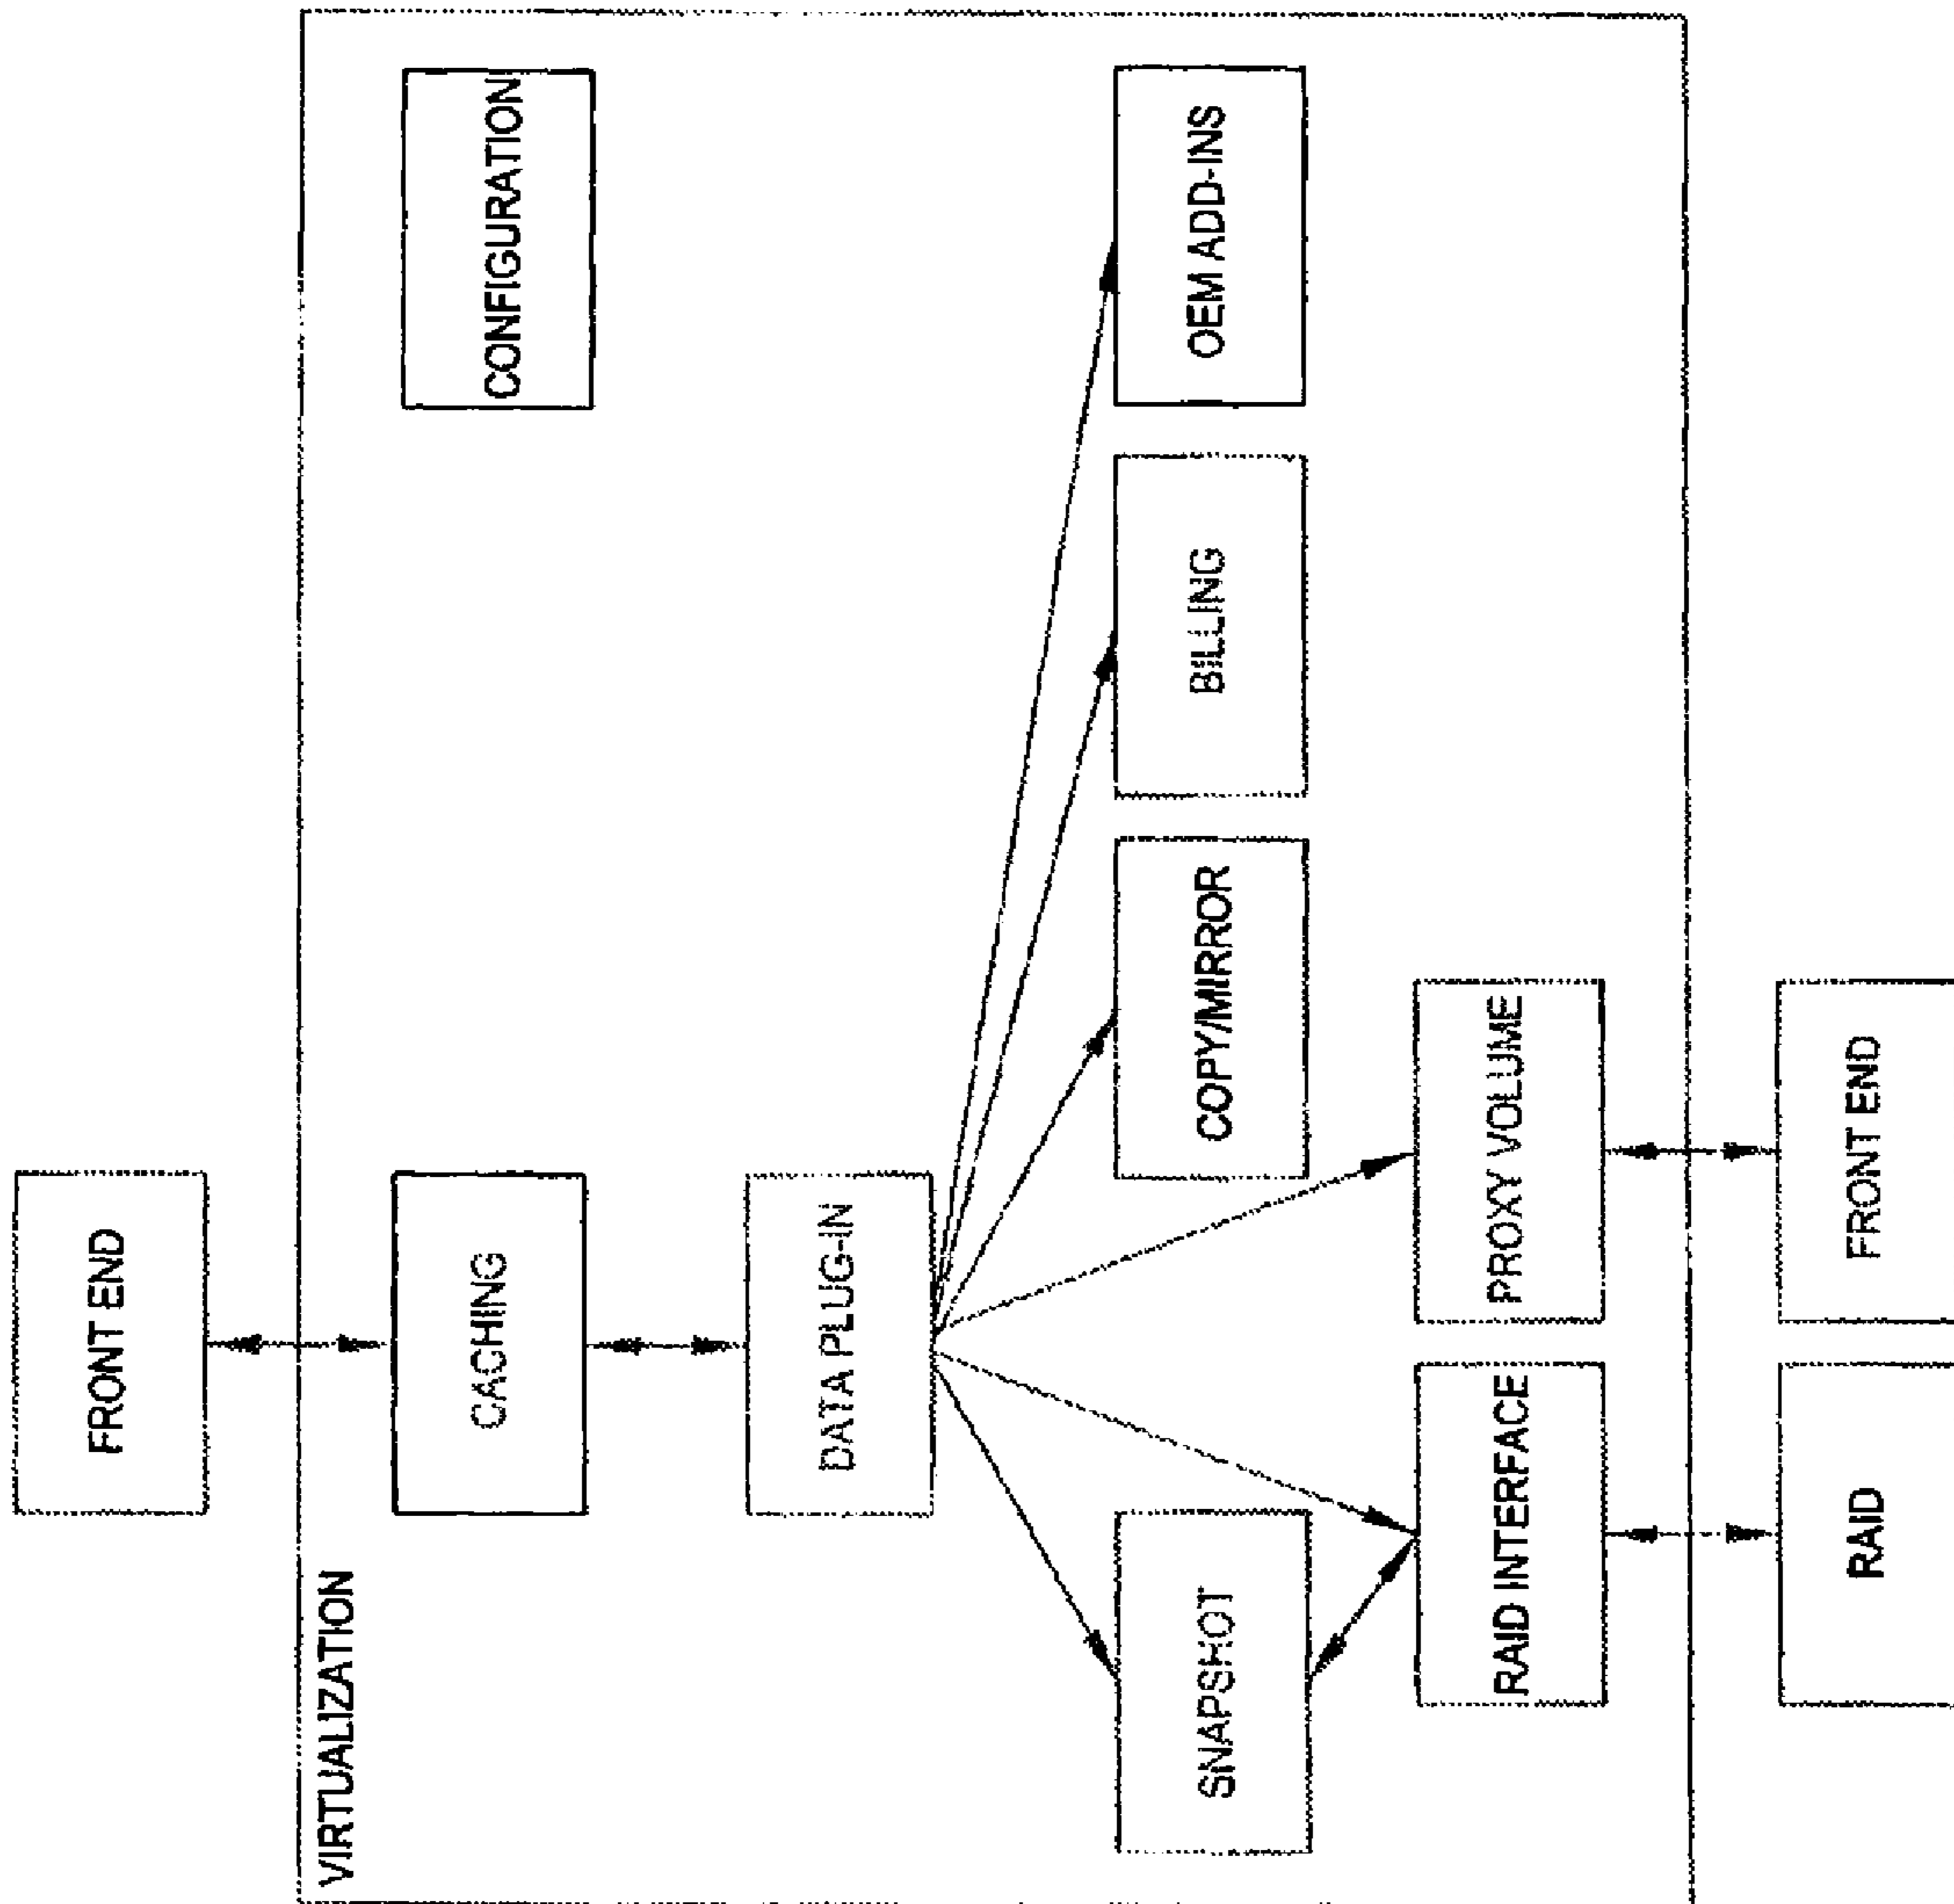 FRONT END
VIRTUALIZATION
CACHING
CONFIGURATION
DATA PLUG-IN
SNAPSHOT
COPY/MIRROR
BILLING
OEM ADD-INS
RAID INTERFACE
PROXY VOLUME
RAID
FRONT END